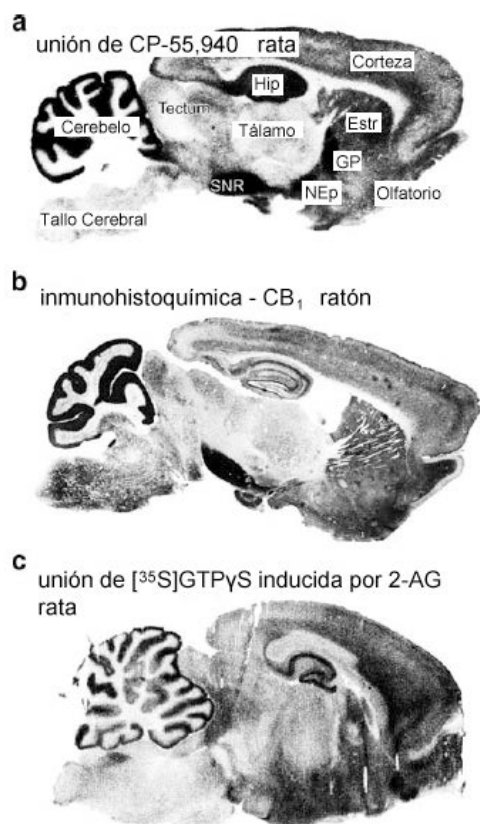 a
unión de CP-55,940 rata
Corteza
Hip
Tectum
Cerebelo
Estr
Tálamo
GP
SNR
NEp
Olfatorio
Tallo Cerebral
b
inmunohistoquímica - CB₁ ratón
c
unión de [³⁵S]GTPγS inducida por 2-AG
rata